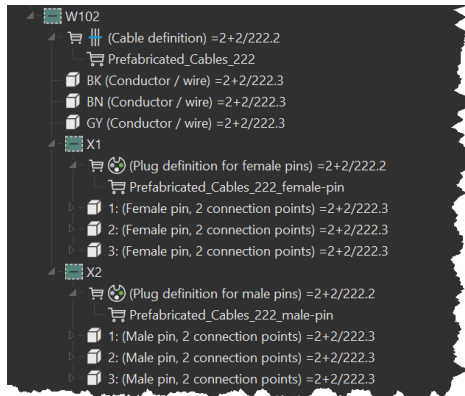 W102
(Cable definition) =2+2/222.2
Prefabricated_Cables_222
BK (Conductor / wire) =2+2/222.3
BN (Conductor / wire) =2+2/222.3
GY (Conductor / wire) =2+2/222.3
X1
(Plug definition for female pins) =2+2/222.2
Prefabricated_Cables_222_female-pin
1: (Female pin, 2 connection points) =2+2/222.3
2: (Female pin, 2 connection points) =2+2/222.3
3: (Female pin, 2 connection points) =2+2/222.3
X2
(Plug definition for male pins) =2+2/222.2
Prefabricated_Cables_222_male-pin
1: (Male pin, 2 connection points) =2+2/222.3
2: (Male pin, 2 connection points) =2+2/222.3
3: (Male pin, 2 connection points) =2+2/222.3